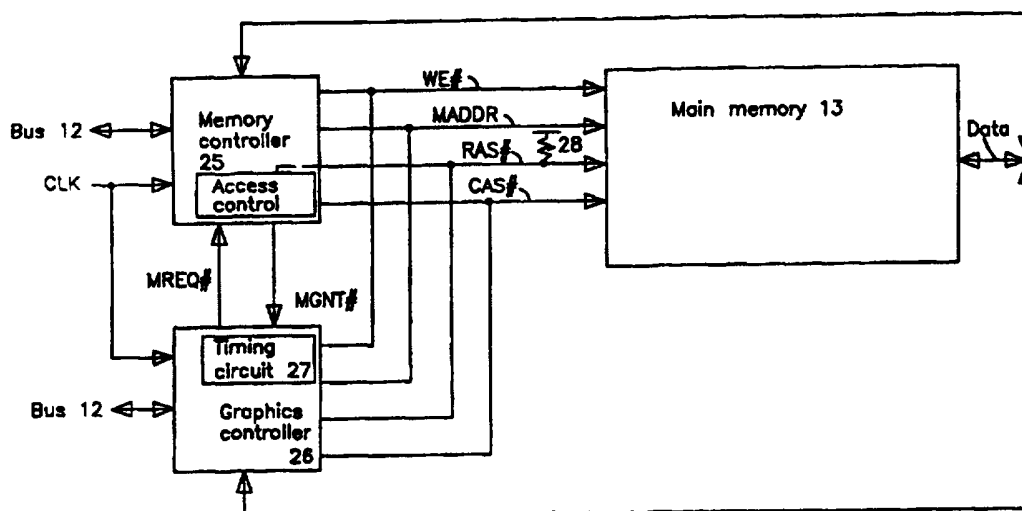 WE#
MADDR
Main memory 13
Bus 12
Memory
controller
25
28
Data
RAS#
CLK
Access
control
CAS#
MREQ#
MGNT#
Timing
circuit 27
Bus 12
Graphics
controller
26